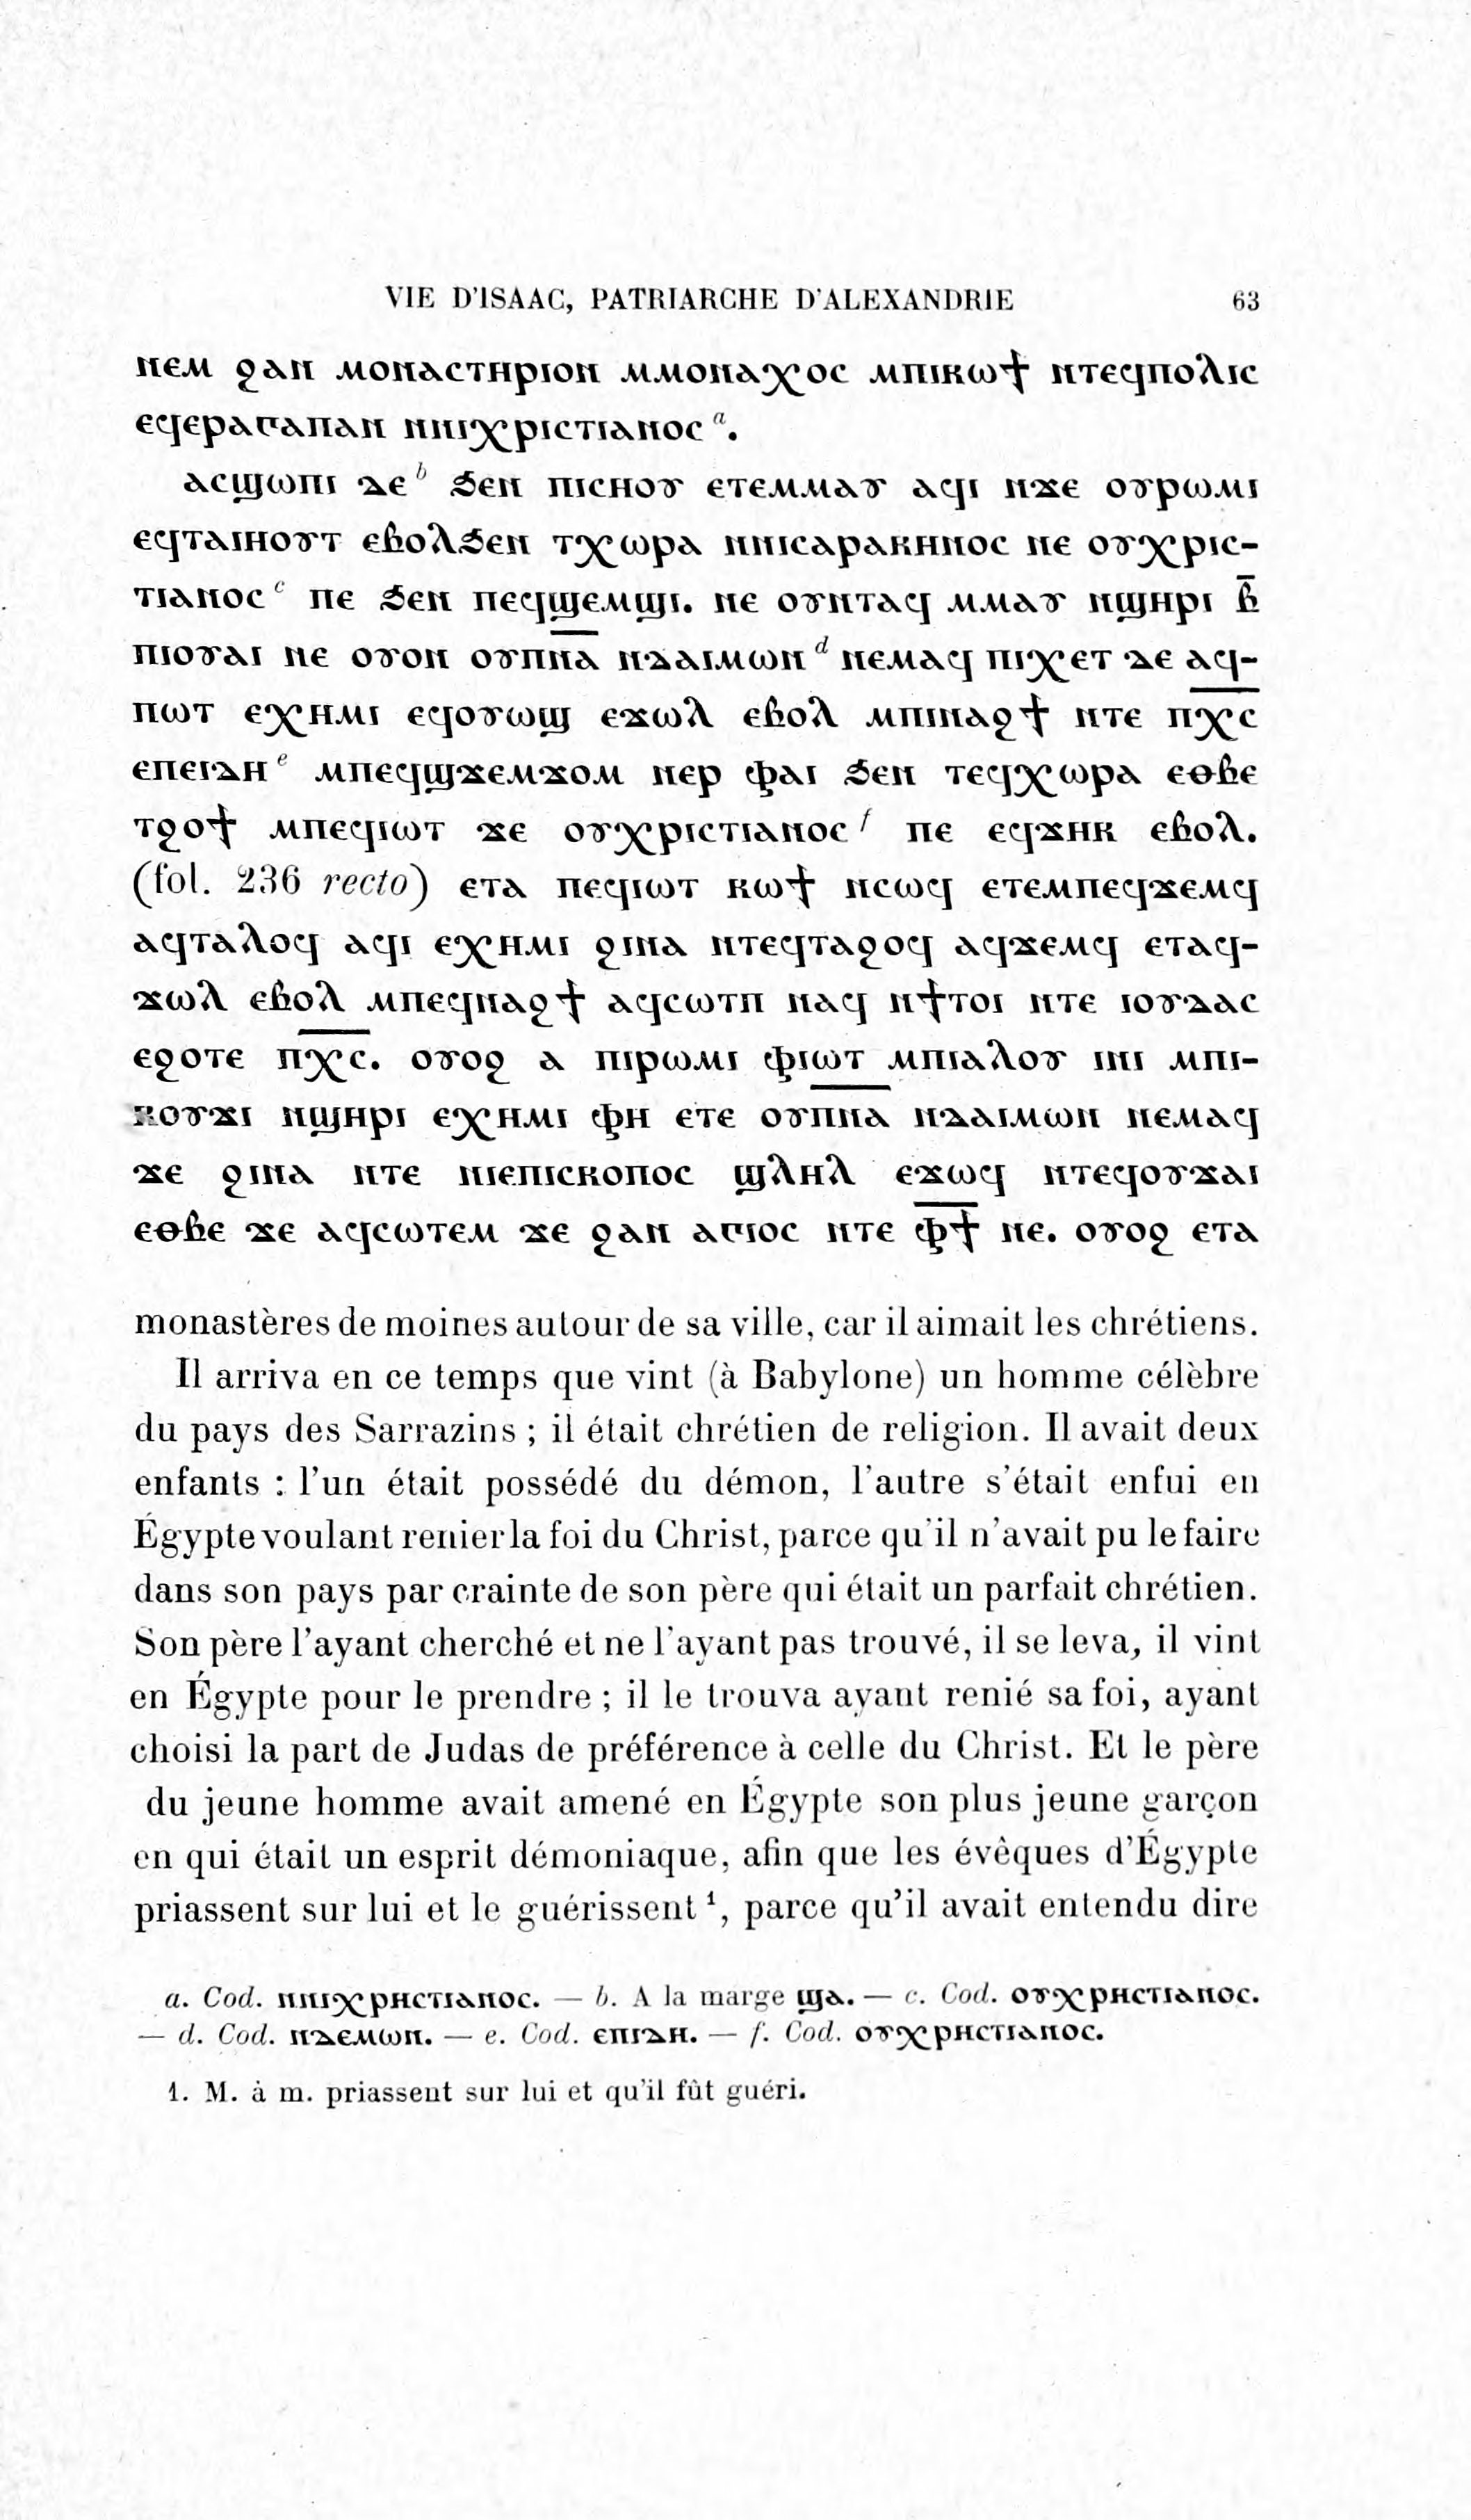 VIE D'ISAAC, PATRIARCHE D'ALEXANDRIE 63
ⲛⲉⲙ ϩⲁⲛ ⲙⲟⲛⲁⲥⲧⲏⲣⲓⲟⲛ ⲙⲙⲟⲛⲁⲭⲟⲥ ⲙⲡⲓⲕⲱϯ ⲛⲧⲉϥⲡⲟⲗⲓⲥ
ⲉϥⲉⲣⲁⲅⲁⲡⲁⲛ ⲛⲛⲓⲭⲣⲓⲥⲧⲓⲁⲛⲟⲥ a.
ⲁⲥϣⲱⲡⲓ ⲇⲉ b ϧⲉⲛ ⲡⲓⲥⲏⲟⲩ ⲉⲧⲉⲙⲙⲁⲩ ⲁϥⲓ ⲛϫⲉ ⲟⲩⲣⲱⲙⲓ
ⲉϥⲧⲁⲓⲏⲟⲩⲧ ⲉⲃⲟⲗϧⲉⲛ ⲧⲭⲱⲣⲁ ⲛⲛⲓⲥⲁⲣⲁⲕⲏⲛⲟⲥ ⲛⲉ ⲟⲩⲭⲣⲓⲥ-
ⲧⲓⲁⲛⲟⲥ c ⲡⲉ ϧⲉⲛ ⲡⲉϥϣⲉⲙϣⲓ. ⲛⲉ ⲟⲩⲛⲧⲁϥ ⲙⲙⲁⲩ ⲛϣⲏⲣⲓ ⲃ̅
ⲡⲓⲟⲩⲁⲓ ⲛⲉ ⲟⲩⲟⲛ ⲟⲩⲡ̅ⲛ̅ⲁ̅ ⲛⲇⲁⲓⲙⲱⲛ d ⲛⲉⲙⲁϥ ⲡⲓⲭⲉⲧ ⲇⲉ ⲁϥ-
ⲡⲱⲧ ⲉⲭⲏⲙⲓ ⲉϥⲟⲩⲱϣ ⲉϫⲱⲗ ⲉⲃⲟⲗ ⲙⲡⲓⲛⲁϩϯ ⲛⲧⲉ ⲡ̅ⲭ̅ⲥ̅
ⲉⲡⲉⲓⲇⲏ e ⲙⲡⲉϥϣϫⲉⲙϫⲟⲙ ⲛⲉⲣ ⲫⲁⲓ ϧⲉⲛ ⲧⲉϥⲭⲱⲣⲁ ⲉⲑⲃⲉ
ⲧϩⲟϯ ⲙⲡⲉϥⲓⲱⲧ ϫⲉ ⲟⲩⲭⲣⲓⲥⲧⲓⲁⲛⲟⲥ f ⲡⲉ ⲉϥϫⲏⲕ ⲉⲃⲟⲗ.
(fol. 236 recto) ⲉⲧⲁ ⲡⲉϥⲓⲱⲧ ⲕⲱϯ ⲛⲥⲱϥ ⲉⲧⲉⲙⲡⲉϥϫⲉⲙϥ
ⲁϥⲧⲁⲗⲟϥ ⲁϥⲓ ⲉⲭⲏⲙⲓ ϩⲓⲛⲁ ⲛⲧⲉϥⲧⲁϩⲟϥ ⲁϥϫⲉⲙϥ ⲉⲧⲁϥ-
ϫⲱⲗ ⲉⲃⲟⲗ ⲙⲡⲉϥⲛⲁϩϯ ⲁϥⲥⲱⲧⲡ ⲛⲁϥ ⲛϯⲧⲟⲓ ⲛⲧⲉ ⲓⲟⲩⲇⲁⲥ
ⲉϩⲟⲧⲉ ⲡ̅ⲭ̅ⲥ̅. ⲟⲩⲟϩ ⲁ ⲡⲓⲣⲱⲙⲓ ⲫⲓⲱⲧ ⲙⲡⲓⲁⲗⲟⲩ ⲓⲛⲓ ⲙⲡⲓ-
ⲕⲟⲩϫⲓ ⲛϣⲏⲣⲓ ⲉⲭⲏⲙⲓ ⲫⲏ ⲉⲧⲉ ⲟⲩⲡ̅ⲛ̅ⲁ̅ ⲛⲇⲁⲓⲙⲱⲛ ⲛⲉⲙⲁϥ
ϫⲉ ϩⲓⲛⲁ ⲛⲧⲉ ⲛⲓⲉⲡⲓⲥⲕⲟⲡⲟⲥ ϣⲗⲏⲗ ⲉϫⲱϥ ⲛⲧⲉϥⲟⲩϫⲁⲓ
ⲉⲑⲃⲉ ϫⲉ ⲁϥⲥⲱⲧⲉⲙ ϫⲉ ϩⲁⲛ ⲁⲅⲓⲟⲥ ⲛⲧⲉ ⲫ̅ϯ̅ ⲛⲉ. ⲟⲩⲟϩ ⲉⲧⲁ
monastères de moines autour de sa ville, car il aimait les chrétiens.
Il arriva en ce temps que vint (à Babylone) un homme célèbre
du pays des Sarrazins ; il était chrétien de religion. Il avait deux
enfants : l'un était possédé du démon, l'autre s'était enfui en
Égypte voulant renier la foi du Christ, parce qu'il n'avait pu le faire
dans son pays par crainte de son père qui était un parfait chrétien.
Son père l'ayant cherché et ne l'ayant pas trouvé, il se leva, il vint
en Égypte pour le prendre ; il le trouva ayant renié sa foi, ayant
choisi la part de Judas de préférence à celle du Christ. Et le père
du jeune homme avait amené en Égypte son plus jeune garçon
en qui était un esprit démoniaque, afin que les évêques d'Égypte
priassent sur lui et le guérissent ¹, parce qu'il avait entendu dire
a. Cod. ⲛⲛⲓⲭⲣⲏⲥⲧⲓⲁⲛⲟⲥ. — b. A la marge ϣⲁ. — c. Cod. ⲟⲩⲭⲣⲏⲥⲧⲓⲁⲛⲟⲥ.
— d. Cod. ⲛⲇⲉⲙⲱⲛ. — e. Cod. ⲉⲡⲓⲇⲏ. — f. Cod. ⲟⲩⲭⲣⲏⲥⲧⲓⲁⲛⲟⲥ.
1. M. à m. priassent sur lui et qu'il fût guéri.